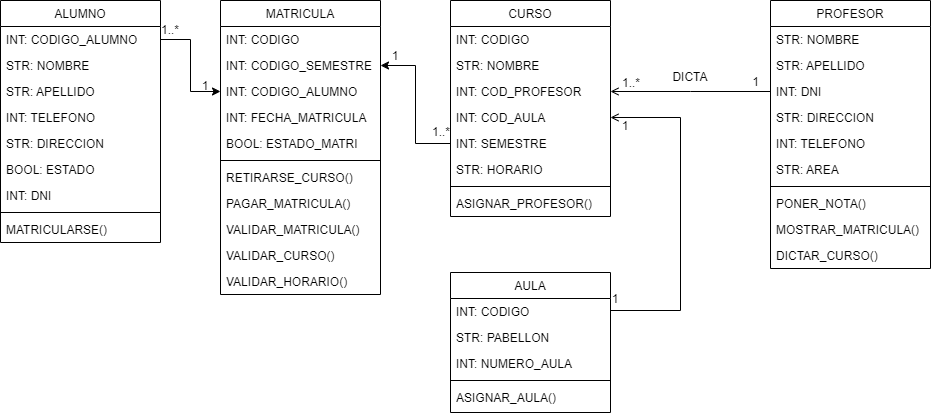 ALUMNO
INT: CODIGO_ALUMNO
STR: NOMBRE
STR: APELLIDO
INT: TELEFONO
STR: DIRECCION
BOOL: ESTADO
INT: DNI
MATRICULARSE()
1..*
1
MATRICULA
INT: CODIGO
INT: CODIGO_SEMESTRE
INT: CODIGO_ALUMNO
INT: FECHA_MATRICULA
BOOL: ESTADO_MATRI
RETIRARSE_CURSO()
PAGAR_MATRICULA()
VALIDAR_MATRICULA()
VALIDAR_CURSO()
VALIDAR_HORARIO()
1
1..*
CURSO
INT: CODIGO
STR: NOMBRE
INT: COD_PROFESOR
INT: COD_AULA
INT: SEMESTRE
STR: HORARIO
ASIGNAR_PROFESOR()
1..*
DICTA
1
1
PROFESOR
STR: NOMBRE
STR: APELLIDO
INT: DNI
STR: DIRECCION
INT: TELEFONO
STR: AREA
PONER_NOTA()
MOSTRAR_MATRICULA()
DICTAR_CURSO()
AULA
1
INT: CODIGO
STR: PABELLON
INT: NUMERO_AULA
ASIGNAR_AULA()